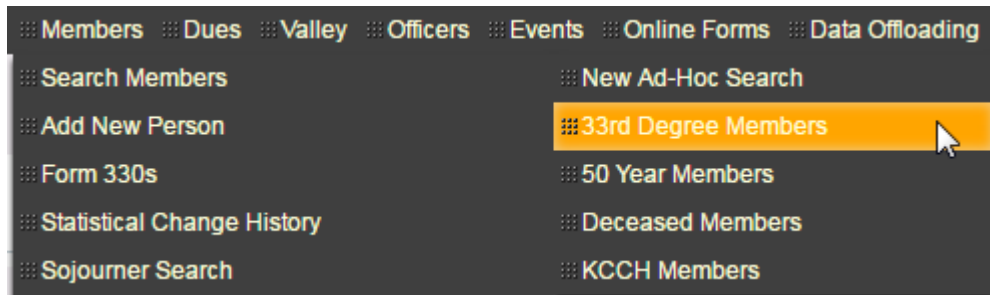 Members Dues Valley Officers Events Online Forms Data Offloading
Search Members New Ad-Hoc Search
Add New Person 33rd Degree Members
Form 330s 50 Year Members
Statistical Change History Deceased Members
Sojourner Search KCCH Members